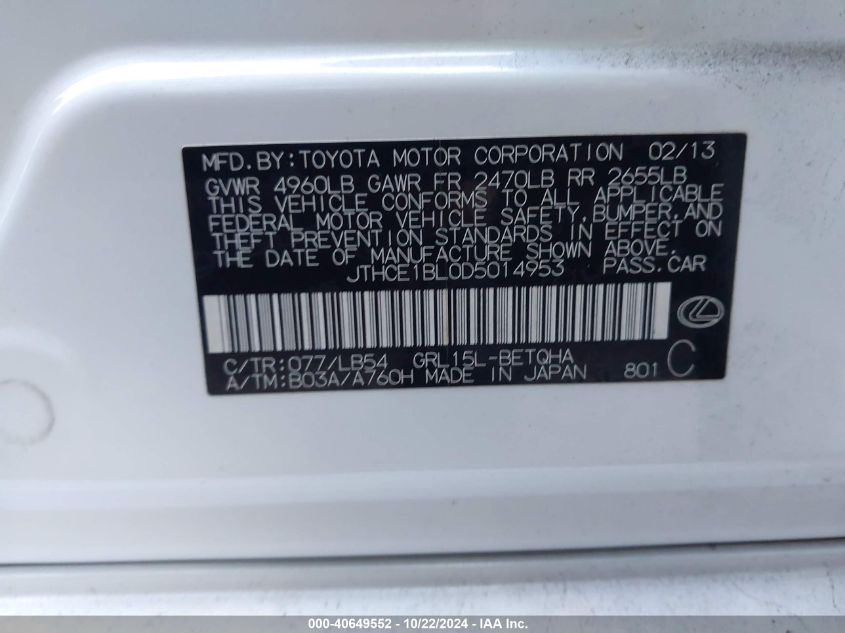 MFD.BY:TOYOTA MOTOR CORPORATION 02/13
GVWR 4960LB GAWR FR 2470LB RR 2655LB
THIS VEHICLE CONFORMS TO ALL APPLICABLE
FEDERAL MOTOR VEHICLE SAFETY,BUMPER,AND
THEFT PREVENTION STANDARDS IN EFFECT ON
THE DATE OF MANUFACTURE SHOWN ABOVE.
JTHCE1BL0D5014953 PASS.CAR
C/TR:077/LB54 GRL15L-BETQHA
A/TM:B03A/A760H MADE IN JAPAN 801 C
000-40649552 - 10/22/2024 - IAA Inc.